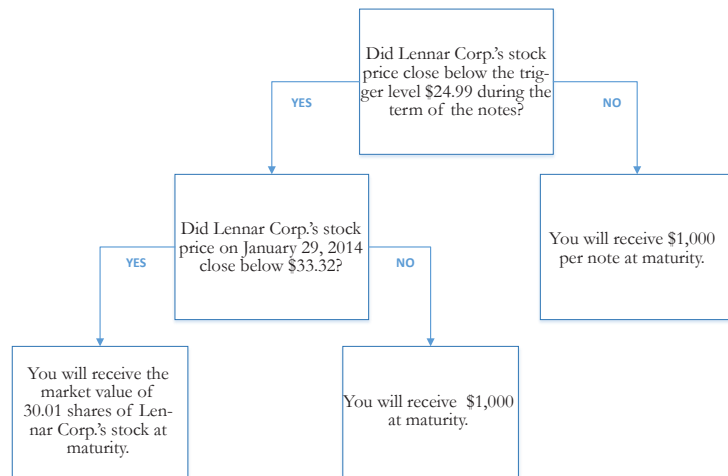 Did Lennar Corp.'s stock
price close below the trig-
ger level $24.99 during the
term of the notes?
YES
NO
Did Lennar Corp.'s stock
price on January 29, 2014
close below $33.32?
You will receive $1,000
per note at maturity.
YES
NO
You will receive the
market value of
30.01 shares of Len-
nar Corp.'s stock at
maturity.
You will receive $1,000
at maturity.